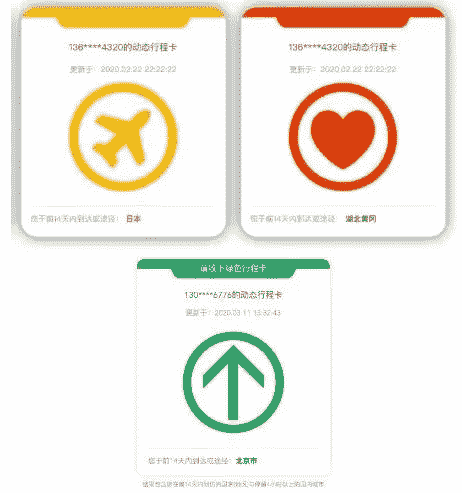 136****4320的动态行程卡
更新于：2020.02.22 22:22:22
您于前14天内到达或途径： 日本
136****4320的动态行程卡
更新于：2020.02.22 22:22:22
您于前14天内到达或途径： 湖北黄冈
请收下绿色行程卡
130****6776的动态行程卡
更新于：2020.03.11 13:32:43
您于前14天内到达或途径：北京市